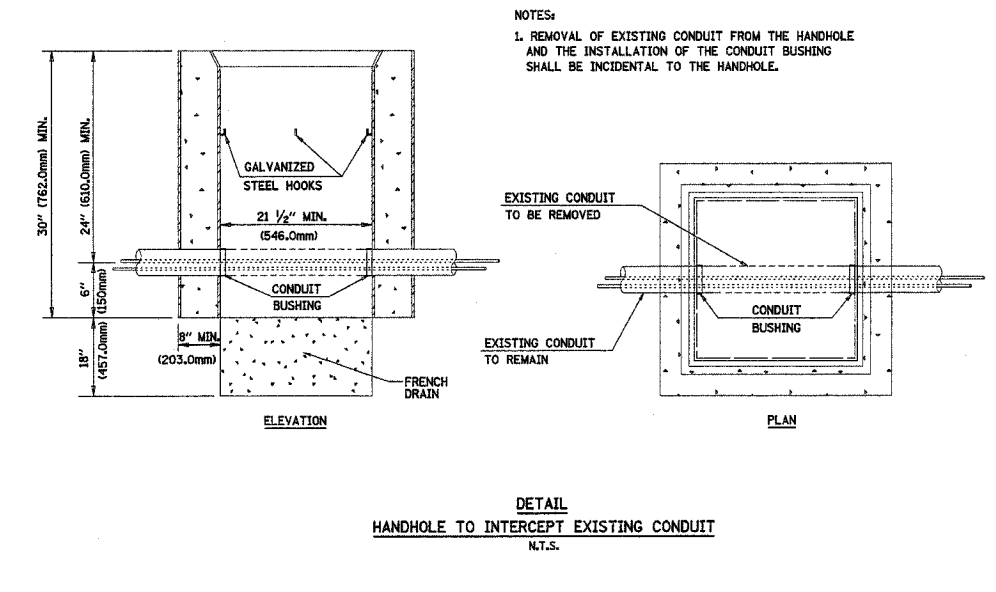 NOTES:
1. REMOVAL OF EXISTING CONDUIT FROM THE HANDHOLE
AND THE INSTALLATION OF THE CONDUIT BUSHING
SHALL BE INCIDENTAL TO THE HANDHOLE.
30" (762.0mm) MIN.
24" (610.0mm) MIN.
6"
(150mm)
18"
(457.0mm)
GALVANIZED
STEEL HOOKS
21 1/2" MIN.
(546.0mm)
CONDUIT
BUSHING
8" MIN.
(203.0mm)
FRENCH
DRAIN
ELEVATION
EXISTING CONDUIT
TO BE REMOVED
CONDUIT
BUSHING
EXISTING CONDUIT
TO REMAIN
PLAN
DETAIL
HANDHOLE TO INTERCEPT EXISTING CONDUIT
N.T.S.